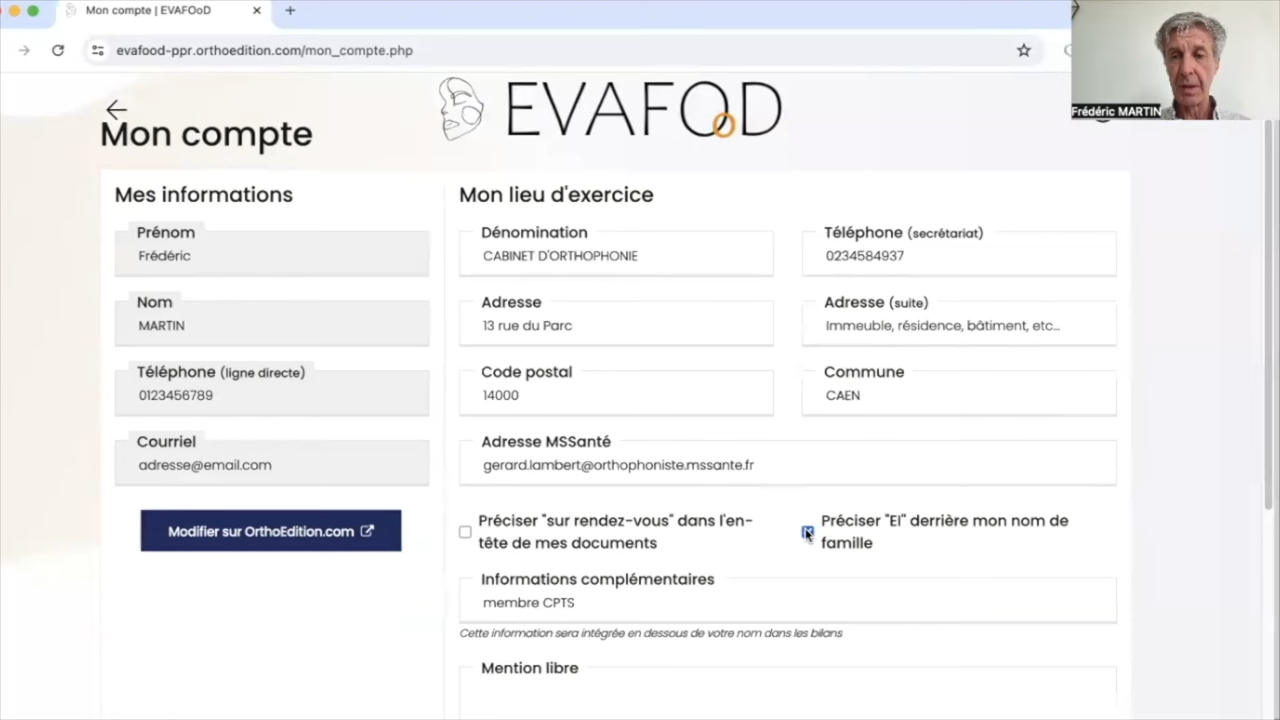 Mon compte | EVAFOoD
evafood-ppr.orthoedition.com/mon_compte.php
Frédéric MARTIN
EVAFOoD
Mon compte
Mes informations
Prénom
Frédéric
Nom
MARTIN
Téléphone (ligne directe)
0123456789
Courriel
adresse@email.com
Modifier sur OrthoEdition.com
Mon lieu d'exercice
Dénomination
CABINET D'ORTHOPHONIE
Téléphone (secrétariat)
0234584937
Adresse
13 rue du Parc
Adresse (suite)
Immeuble, résidence, bâtiment, etc...
Code postal
14000
Commune
CAEN
Adresse MSSanté
gerard.lambert@orthophoniste.mssante.fr
Préciser "sur rendez-vous" dans l'en-
tête de mes documents
Préciser "EI" derrière mon nom de
famille
Informations complémentaires
membre CPTS
Cette information sera intégrée en dessous de votre nom dans les bilans
Mention libre